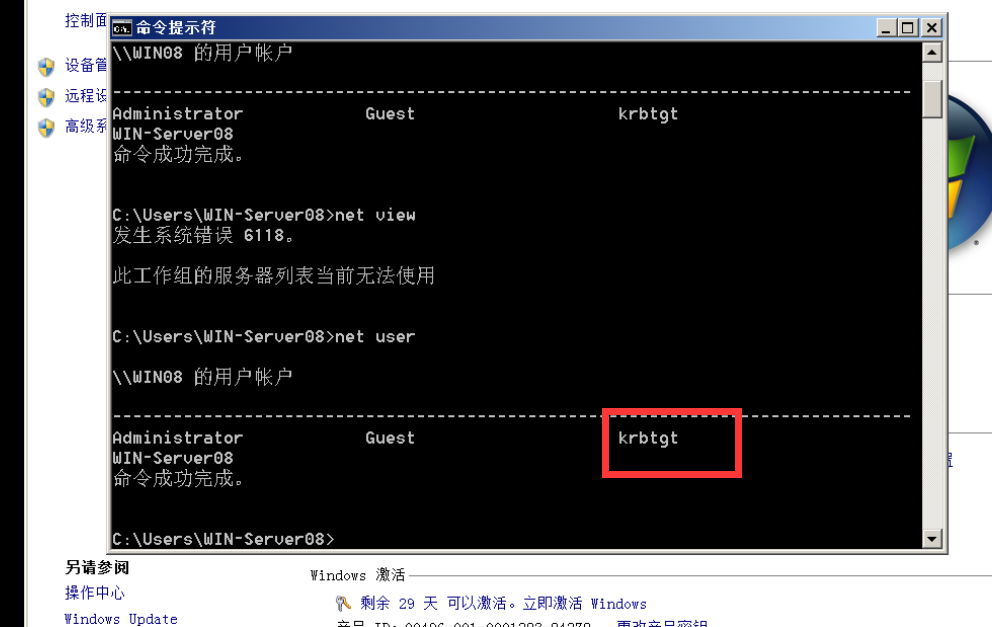 控制面
命令提示符
设备管
远程设
高级系
\\WIN08 的用户帐户
-------------------------------------------------------------------------------
Administrator            Guest                    krbtgt
WIN-Server08
命令成功完成。
C:\Users\WIN-Server08>net view
发生系统错误 6118。
此工作组的服务器列表当前无法使用
C:\Users\WIN-Server08>net user
\\WIN08 的用户帐户
-------------------------------------------------------------------------------
Administrator            Guest                    krbtgt
WIN-Server08
命令成功完成。
C:\Users\WIN-Server08>
另请参阅
操作中心
Windows Update
Windows 激活
剩余 29 天 可以激活。立即激活 Windows
更改产品密钥